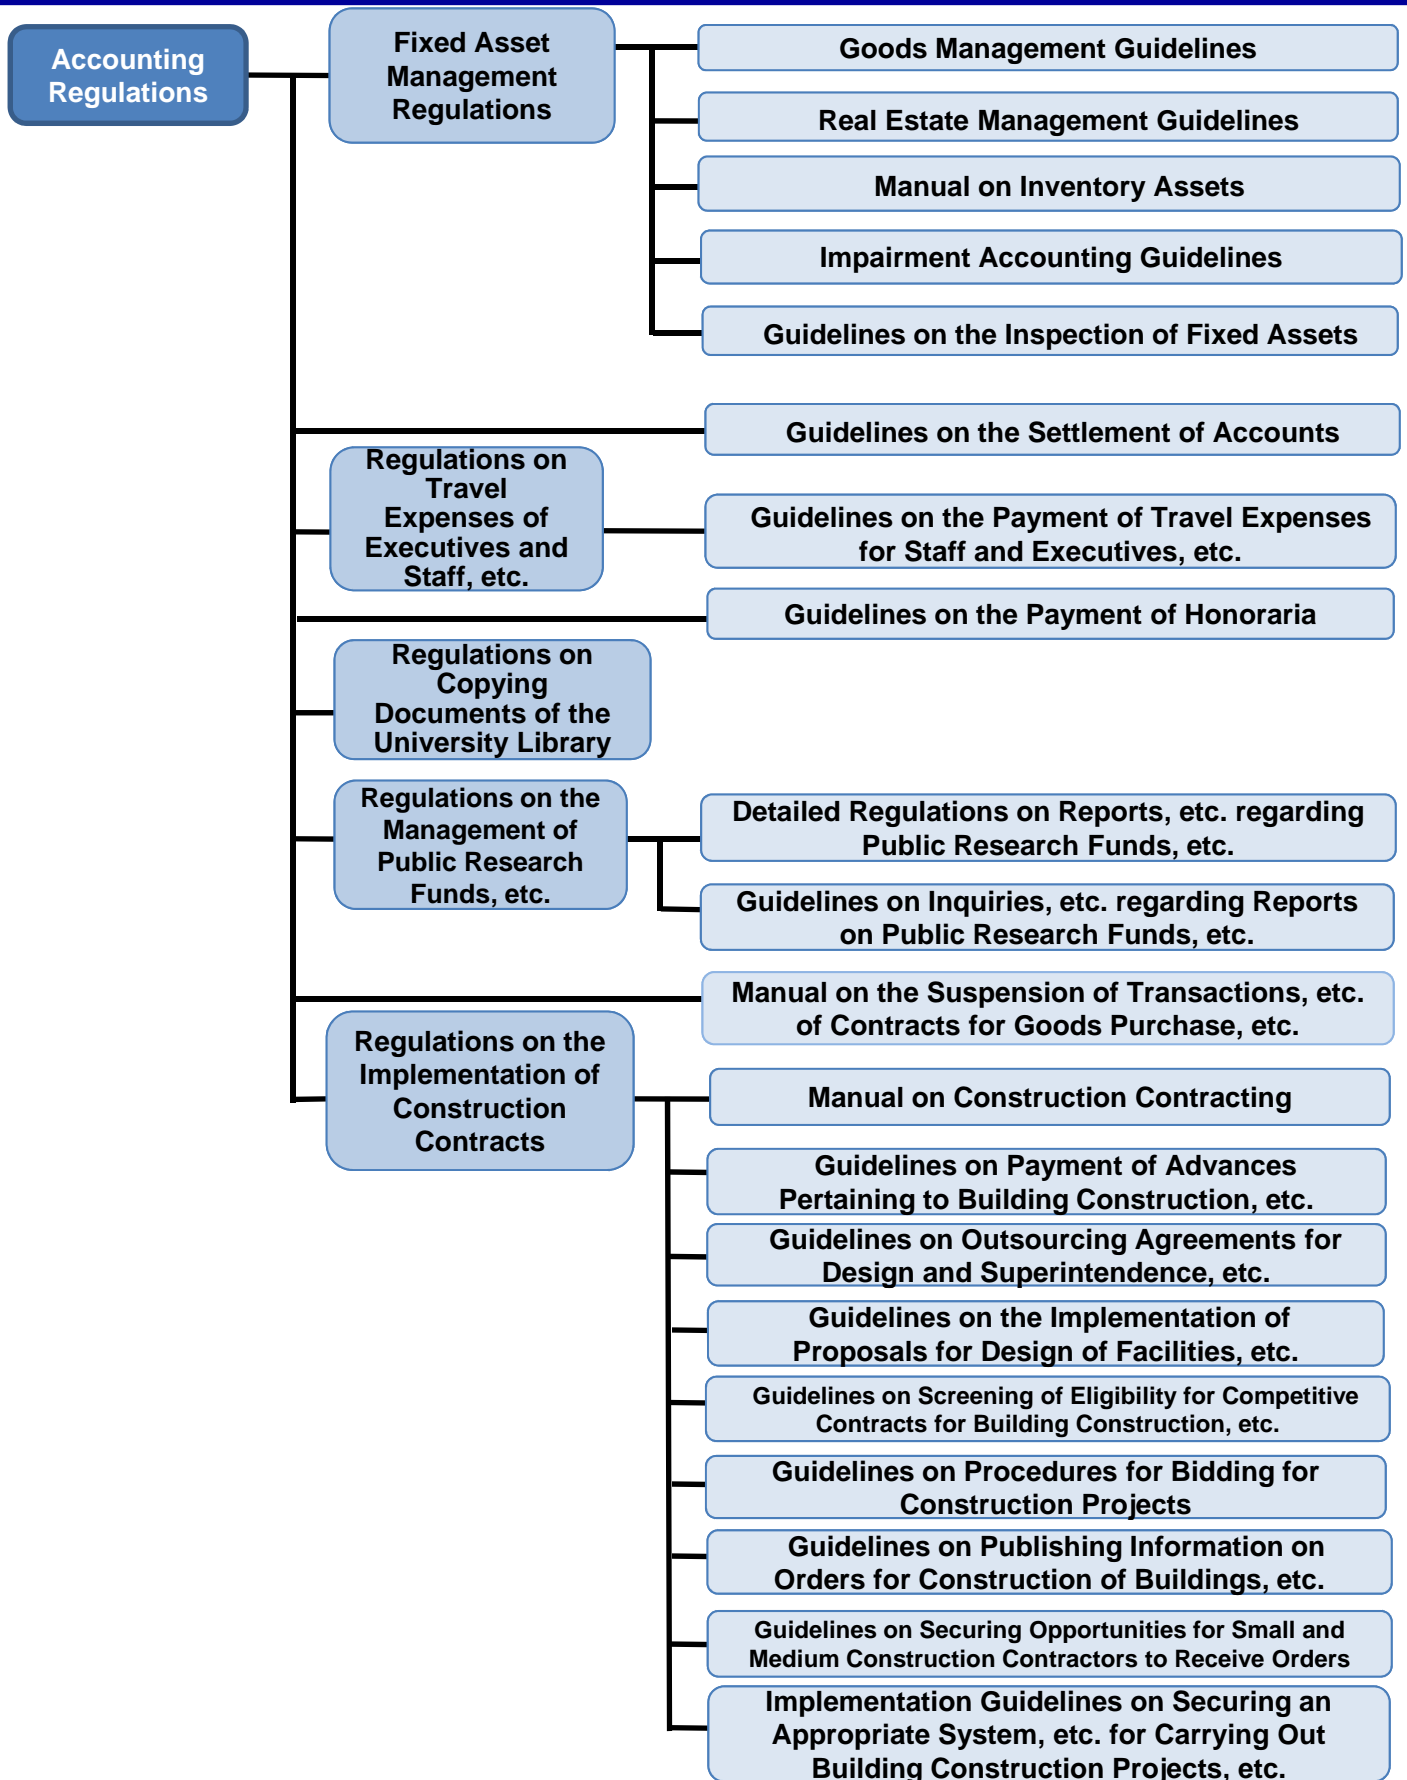 Accounting
Regulations
Fixed Asset
Management
Regulations
Goods Management Guidelines
Real Estate Management Guidelines
Manual on Inventory Assets
Impairment Accounting Guidelines
Guidelines on the Inspection of Fixed Assets
Guidelines on the Settlement of Accounts
Regulations on
Travel
Expenses of
Executives and
Staff, etc.
Guidelines on the Payment of Travel Expenses
for Staff and Executives, etc.
Guidelines on the Payment of Honoraria
Regulations on
Copying
Documents of the
University Library
Regulations on the
Management of
Public Research
Funds, etc.
Detailed Regulations on Reports, etc. regarding
Public Research Funds, etc.
Guidelines on Inquiries, etc. regarding Reports
on Public Research Funds, etc.
Manual on the Suspension of Transactions, etc.
of Contracts for Goods Purchase, etc.
Regulations on the
Implementation of
Construction
Contracts
Manual on Construction Contracting
Guidelines on Payment of Advances
Pertaining to Building Construction, etc.
Guidelines on Outsourcing Agreements for
Design and Superintendence, etc.
Guidelines on the Implementation of
Proposals for Design of Facilities, etc.
Guidelines on Screening of Eligibility for Competitive
Contracts for Building Construction, etc.
Guidelines on Procedures for Bidding for
Construction Projects
Guidelines on Publishing Information on
Orders for Construction of Buildings, etc.
Guidelines on Securing Opportunities for Small and
Medium Construction Contractors to Receive Orders
Implementation Guidelines on Securing an
Appropriate System, etc. for Carrying Out
Building Construction Projects, etc.